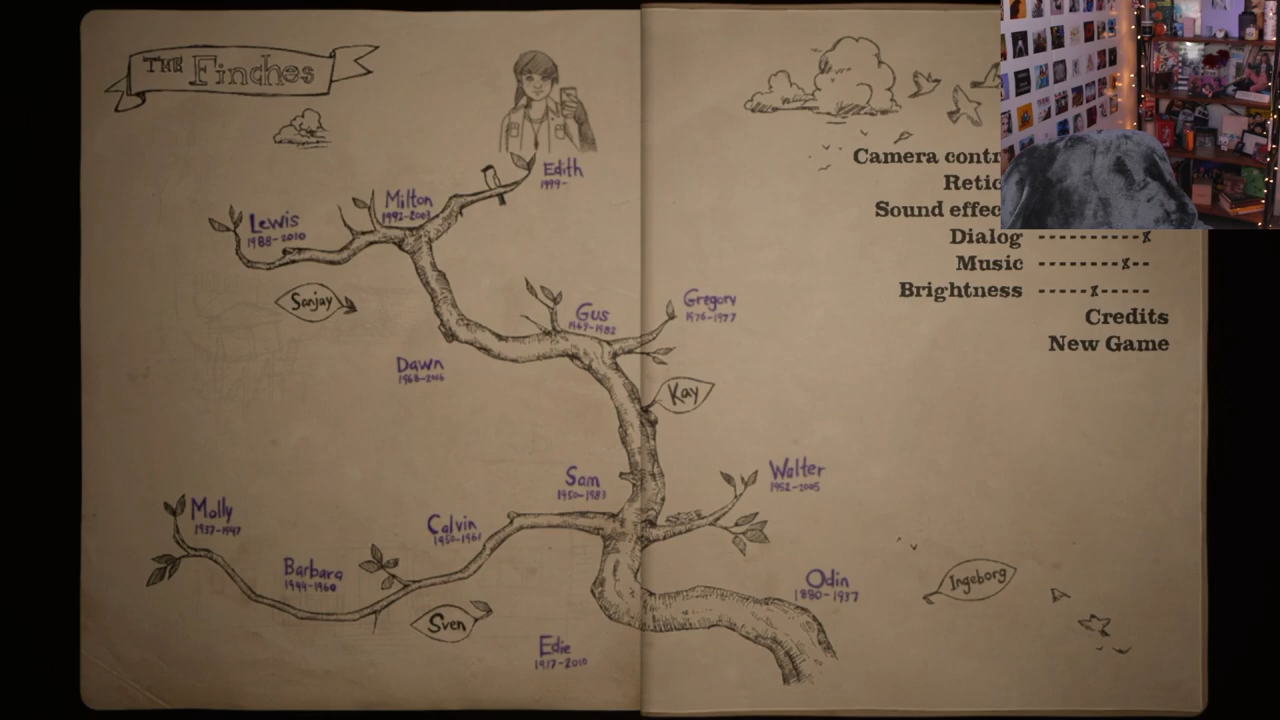 THE Finches
Edith
1999-
Milton
1992-2003
Lewis
1988-2010
Sanjay
Gus
1969-1982
Gregory
1976-1977
Dawn
1968-2016
Kay
Sam
1950-1983
Walter
1952-2005
Molly
1937-1947
Calvin
1950-1961
Barbara
1944-1960
Sven
Odin
1880-1937
Ingeborg
Edie
1917-2010
Camera contr
Retic
Sound effec
Dialog
Music
Brightness
Credits
New Game